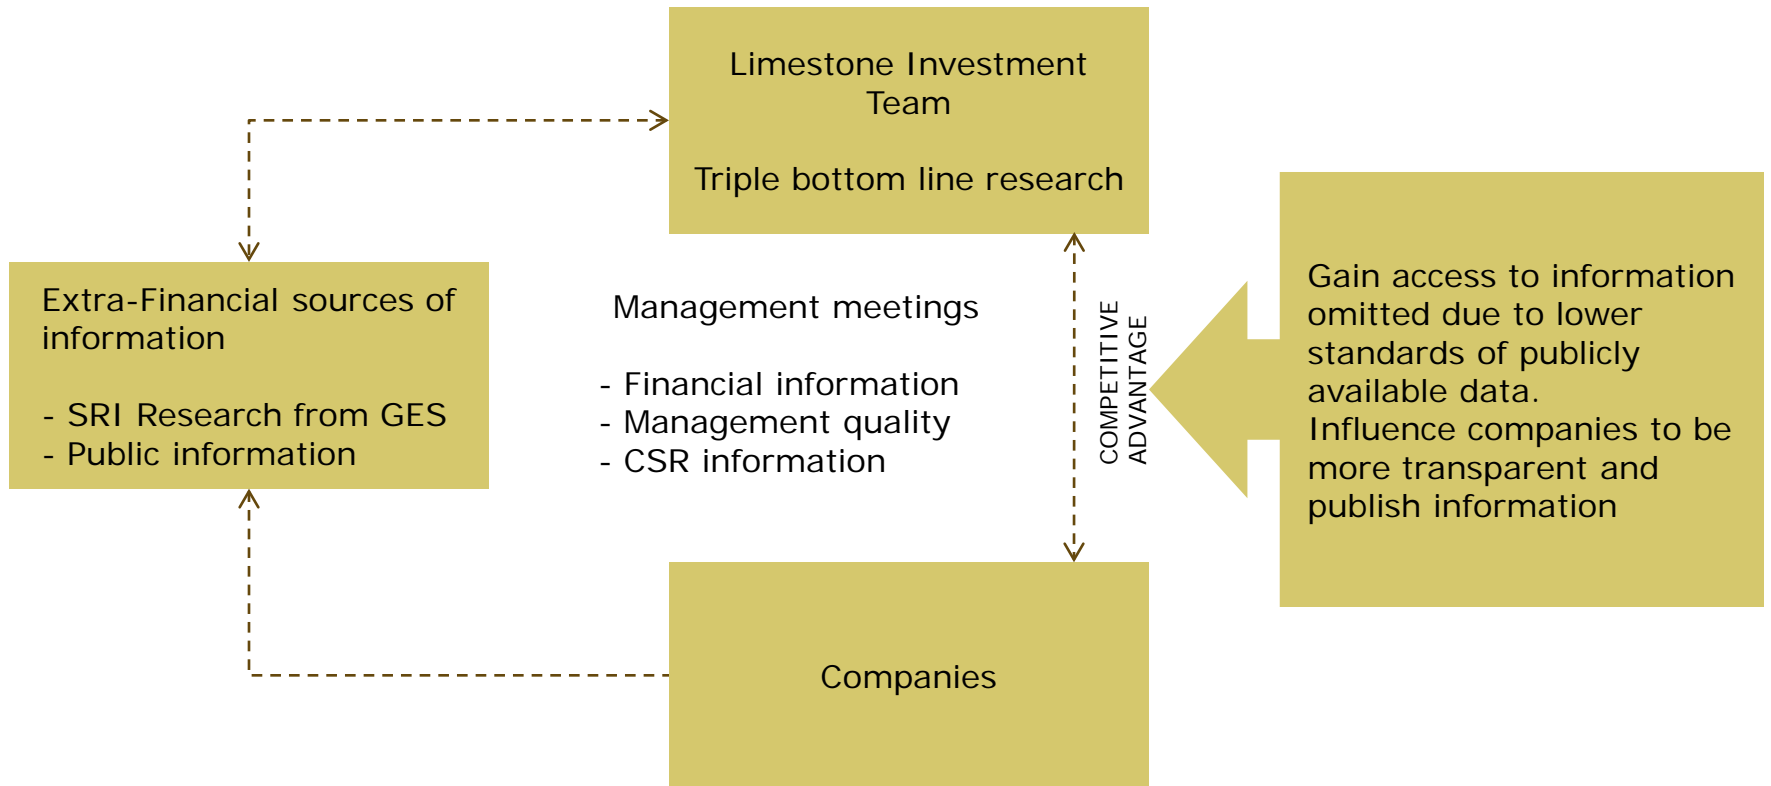 Limestone Investment
Team
Triple bottom line research
Extra-Financial sources of
information
- SRI Research from GES
- Public information
Management meetings
- Financial information
- Management quality
- CSR information
COMPETITIVE
ADVANTAGE
Gain access to information
omitted due to lower
standards of publicly
available data.
Influence companies to be
more transparent and
publish information
Companies